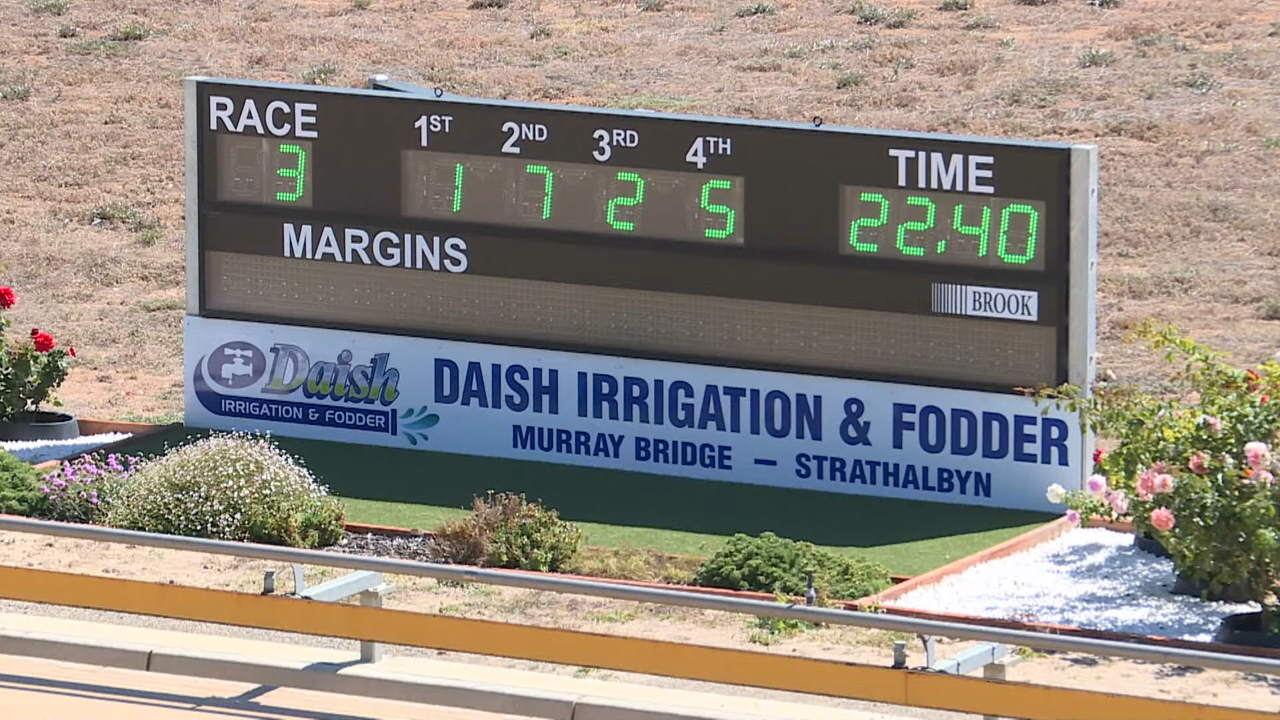 RACE 1ST 2ND 3RD 4TH TIME
3 1 7 2 5 22.40
MARGINS
BROOK
Daish
IRRIGATION & FODDER
DAISH IRRIGATION & FODDER
MURRAY BRIDGE – STRATHALBYN